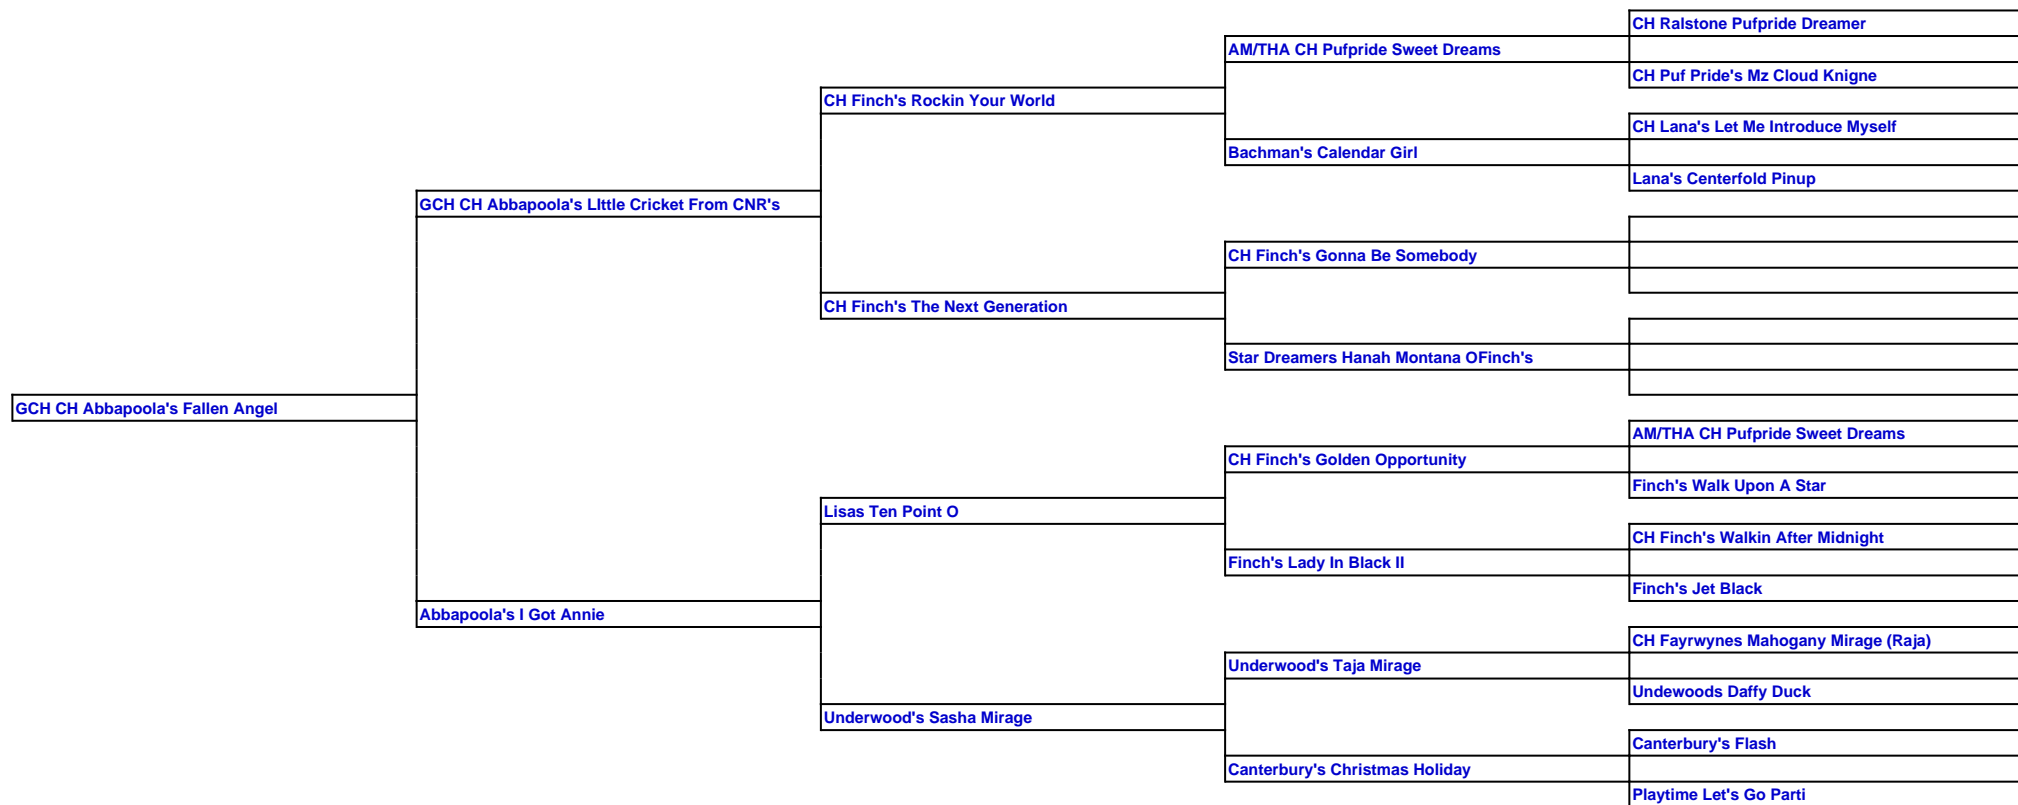 CH Ralstone Pufpride Dreamer
AM/THA CH Pufpride Sweet Dreams
CH Puf Pride's Mz Cloud Knigne
CH Finch's Rockin Your World
CH Lana's Let Me Introduce Myself
Bachman's Calendar Girl
Lana's Centerfold Pinup
GCH CH Abbapoola's LIttle Cricket From CNR's
CH Finch's Gonna Be Somebody
CH Finch's The Next Generation
Star Dreamers Hanah Montana OFinch's
GCH CH Abbapoola's Fallen Angel
AM/THA CH Pufpride Sweet Dreams
CH Finch's Golden Opportunity
Finch's Walk Upon A Star
Lisas Ten Point O
CH Finch's Walkin After Midnight
Finch's Lady In Black II
Finch's Jet Black
Abbapoola's I Got Annie
CH Fayrwynes Mahogany Mirage (Raja)
Underwood's Taja Mirage
Undewoods Daffy Duck
Underwood's Sasha Mirage
Canterbury's Flash
Canterbury's Christmas Holiday
Playtime Let's Go Parti